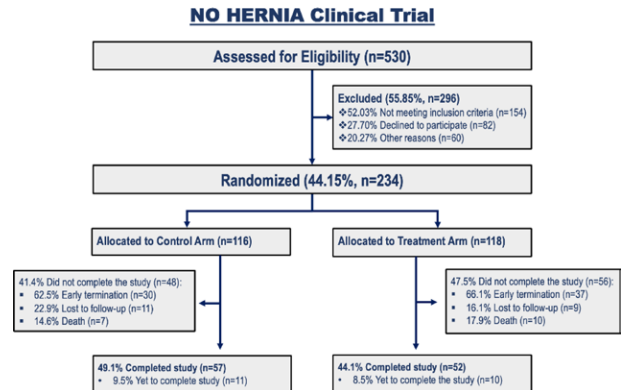 NO HERNIA Clinical Trial
Assessed for Eligibility (n=530)
Excluded (55.85%, n=296)
❖52.03% Not meeting inclusion criteria (n=154)
❖27.70% Declined to participate (n=82)
❖20.27% Other reasons (n=60)
Randomized (44.15%, n=234)
Allocated to Control Arm (n=116)
Allocated to Treatment Arm (n=118)
41.4% Did not complete the study (n=48):
▪ 62.5% Early termination (n=30)
▪ 22.9% Lost to follow-up (n=11)
▪ 14.6% Death (n=7)
47.5% Did not complete the study (n=56):
▪ 66.1% Early termination (n=37)
▪ 16.1% Lost to follow-up (n=9)
▪ 17.9% Death (n=10)
49.1% Completed study (n=57)
• 9.5% Yet to complete study (n=11)
44.1% Completed study (n=52)
• 8.5% Yet to complete the study (n=10)